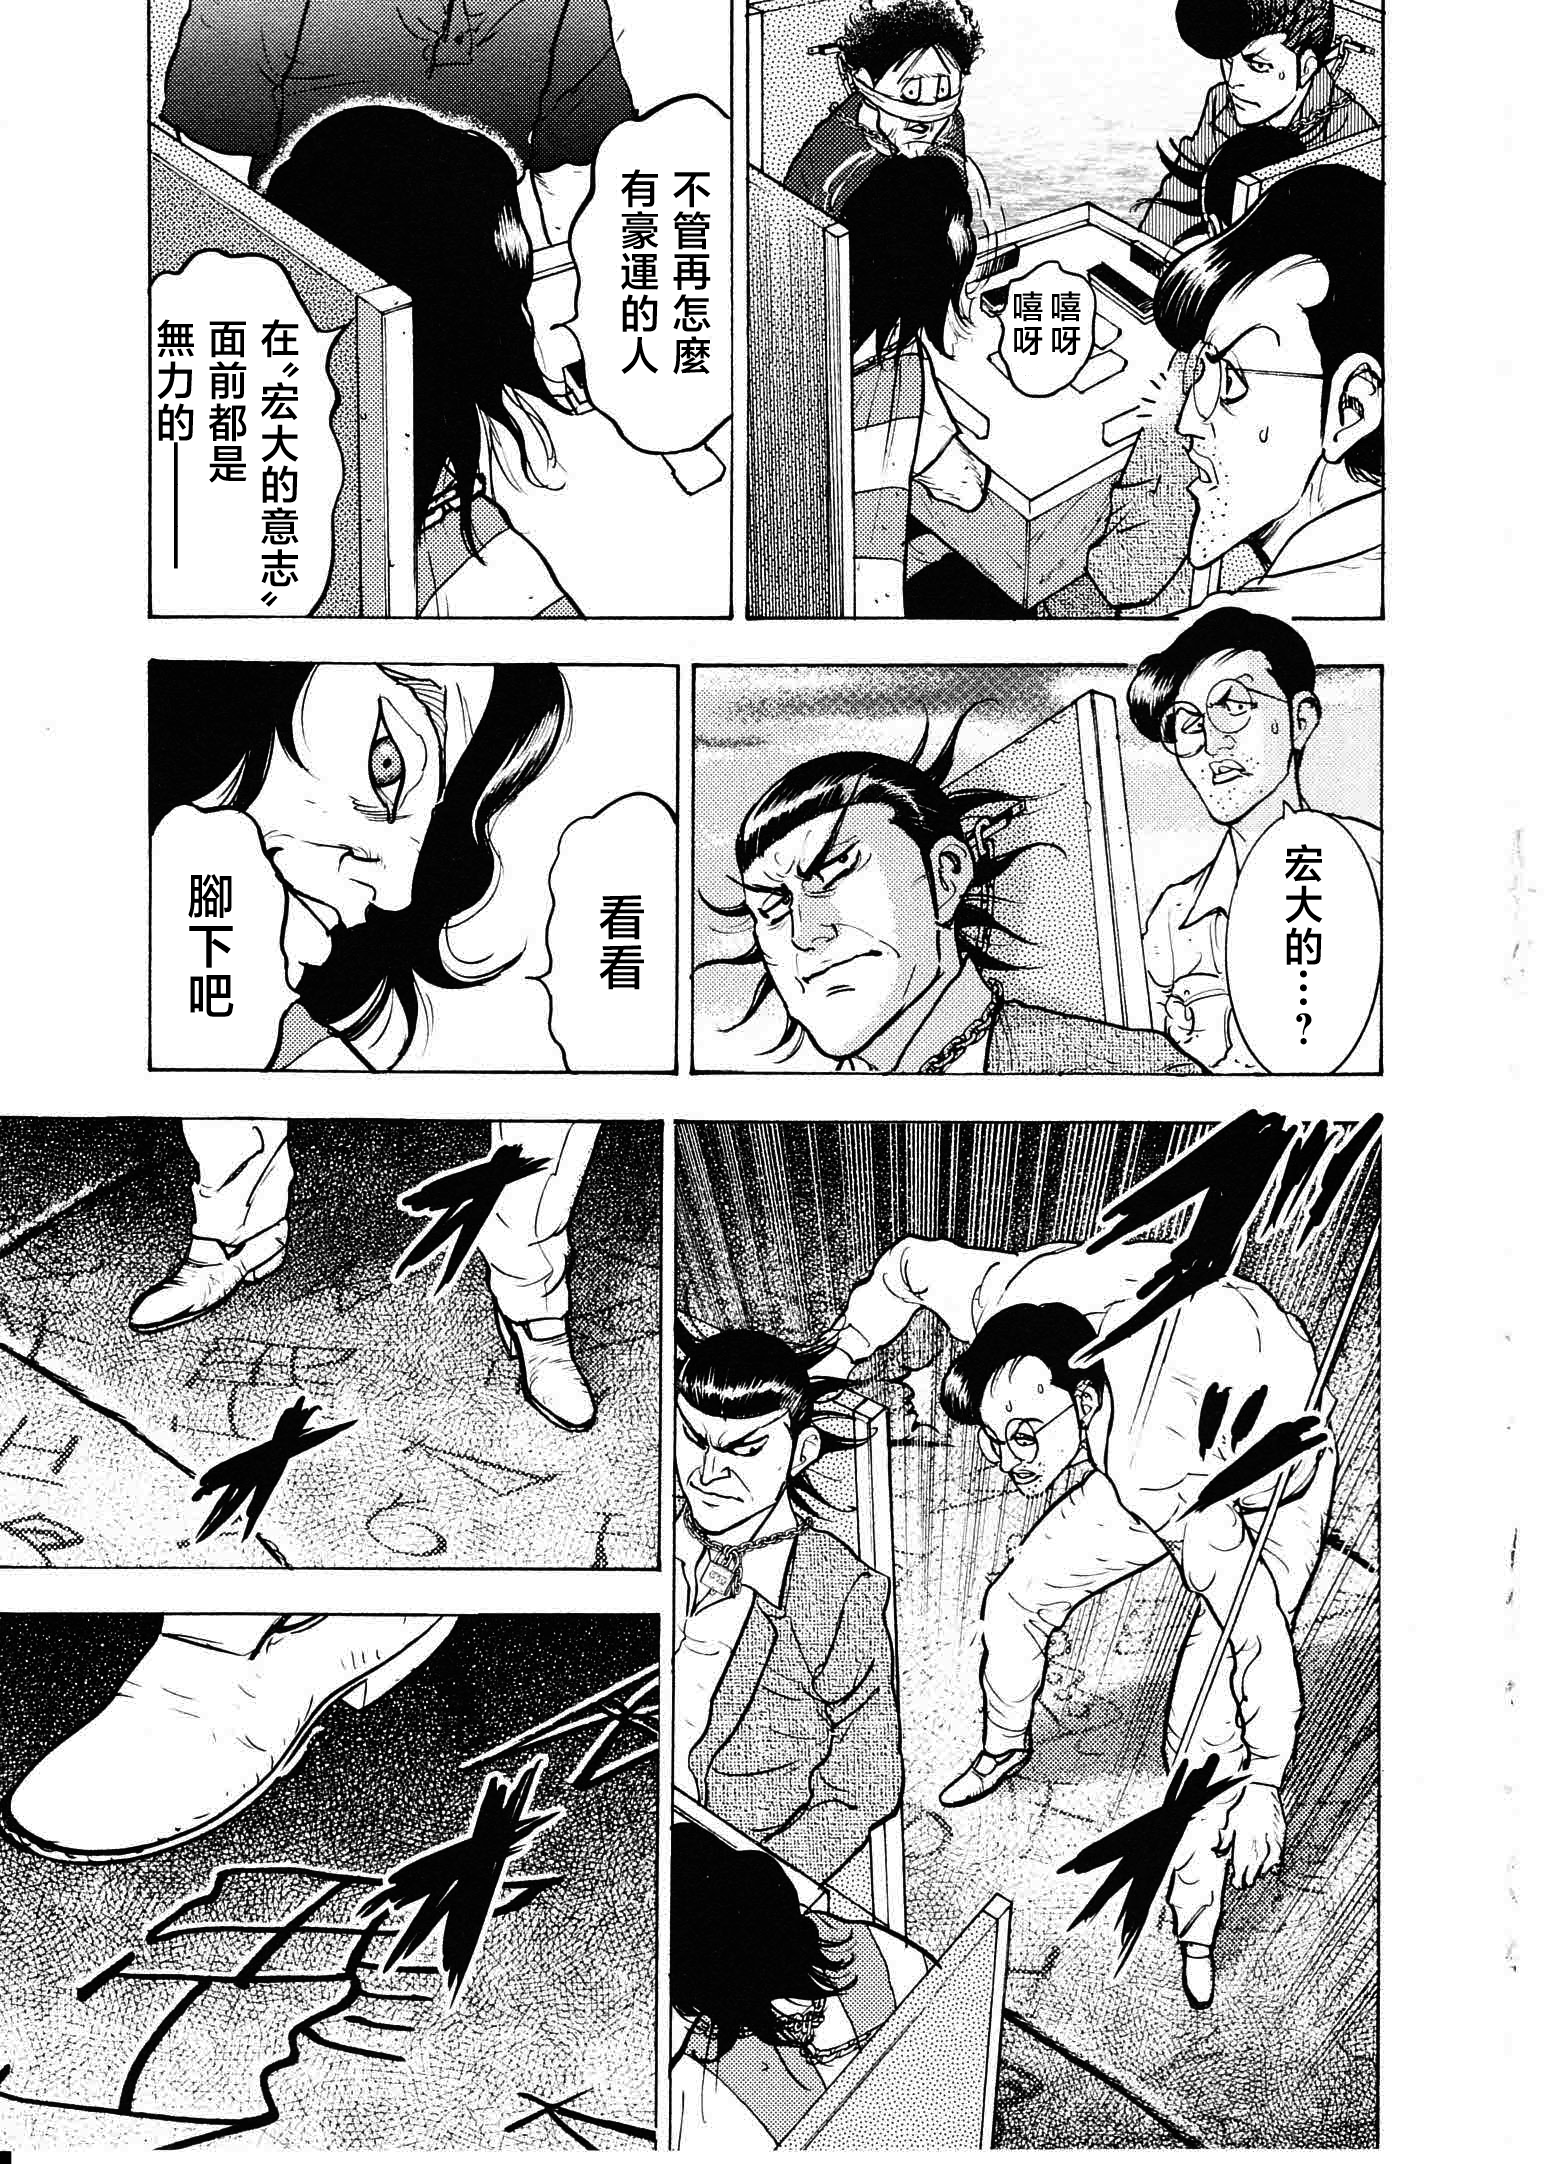 嘻呀
嘻呀
不管再怎麼
有豪運的人
在〝宏大的意志〞
面前都是
無力的——
宏大的…?
看看
腳下吧